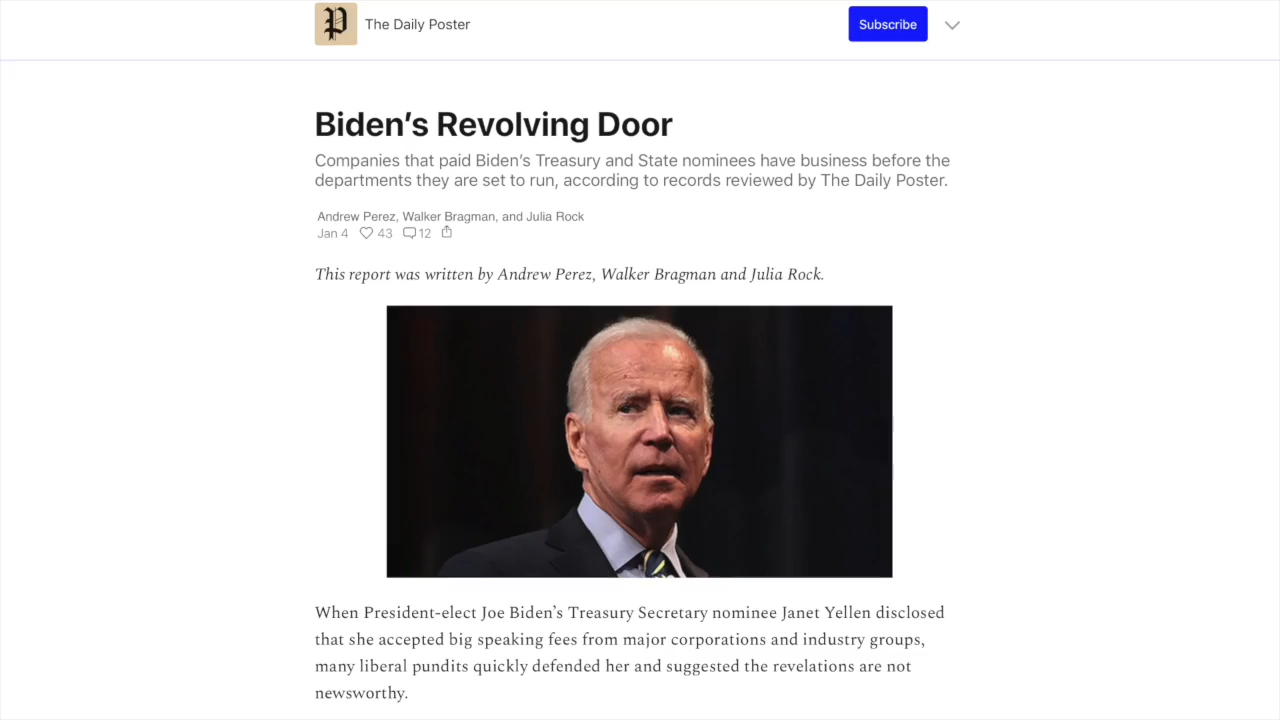 The Daily Poster
Subscribe
Biden's Revolving Door
Companies that paid Biden's Treasury and State nominees have business before the
departments they are set to run, according to records reviewed by The Daily Poster.
Andrew Perez, Walker Bragman, and Julia Rock
Jan 4 43 12
This report was written by Andrew Perez, Walker Bragman and Julia Rock.
When President-elect Joe Biden's Treasury Secretary nominee Janet Yellen disclosed
that she accepted big speaking fees from major corporations and industry groups,
many liberal pundits quickly defended her and suggested the revelations are not
newsworthy.